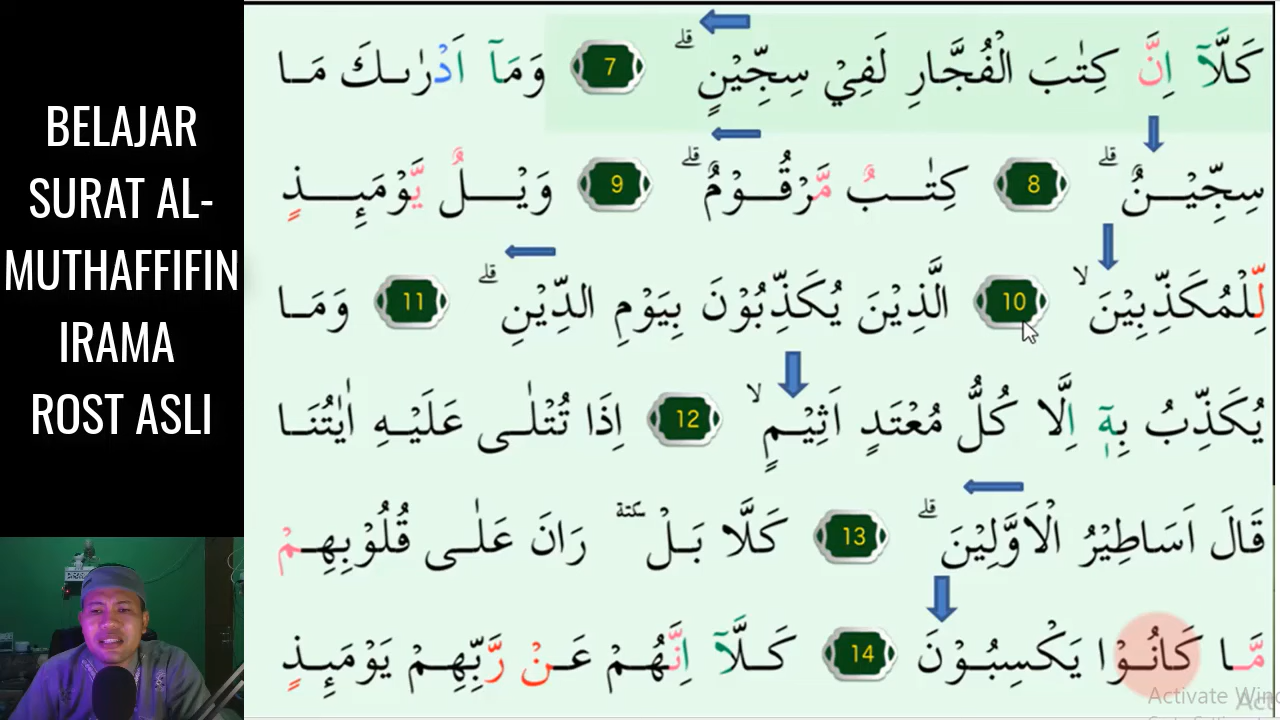 BELAJAR
SURAT AL-
MUTHAFFIFIN
IRAMA
ROST ASLI
كَلَّآ اِنَّ كِتٰبَ الْفُجَّارِ لَفِيْ سِجِّيْنٍۗ 7 وَمَآ اَدْرٰىكَ مَا
سِجِّيْنٌۗ 8 كِتٰبٌ مَّرْقُوْمٌۗ 9 وَيْلٌ يَّوْمَىِٕذٍ
لِّلْمُكَذِّبِيْنَۙ 10 الَّذِيْنَ يُكَذِّبُوْنَ بِيَوْمِ الدِّيْنِۗ 11 وَمَا
يُكَذِّبُ بِهٖٓ اِلَّا كُلُّ مُعْتَدٍ اَثِيْمٍۙ 12 اِذَا تُتْلٰى عَلَيْهِ اٰيٰتُنَا
قَالَ اَسَاطِيْرُ الْاَوَّلِيْنَۗ 13 كَلَّا بَلْ سكتة رَانَ عَلٰى قُلُوْبِهِمْ
مَّا كَانُوْا يَكْسِبُوْنَ 14 كَلَّآ اِنَّهُمْ عَنْ رَّبِّهِمْ يَوْمَىِٕذٍ